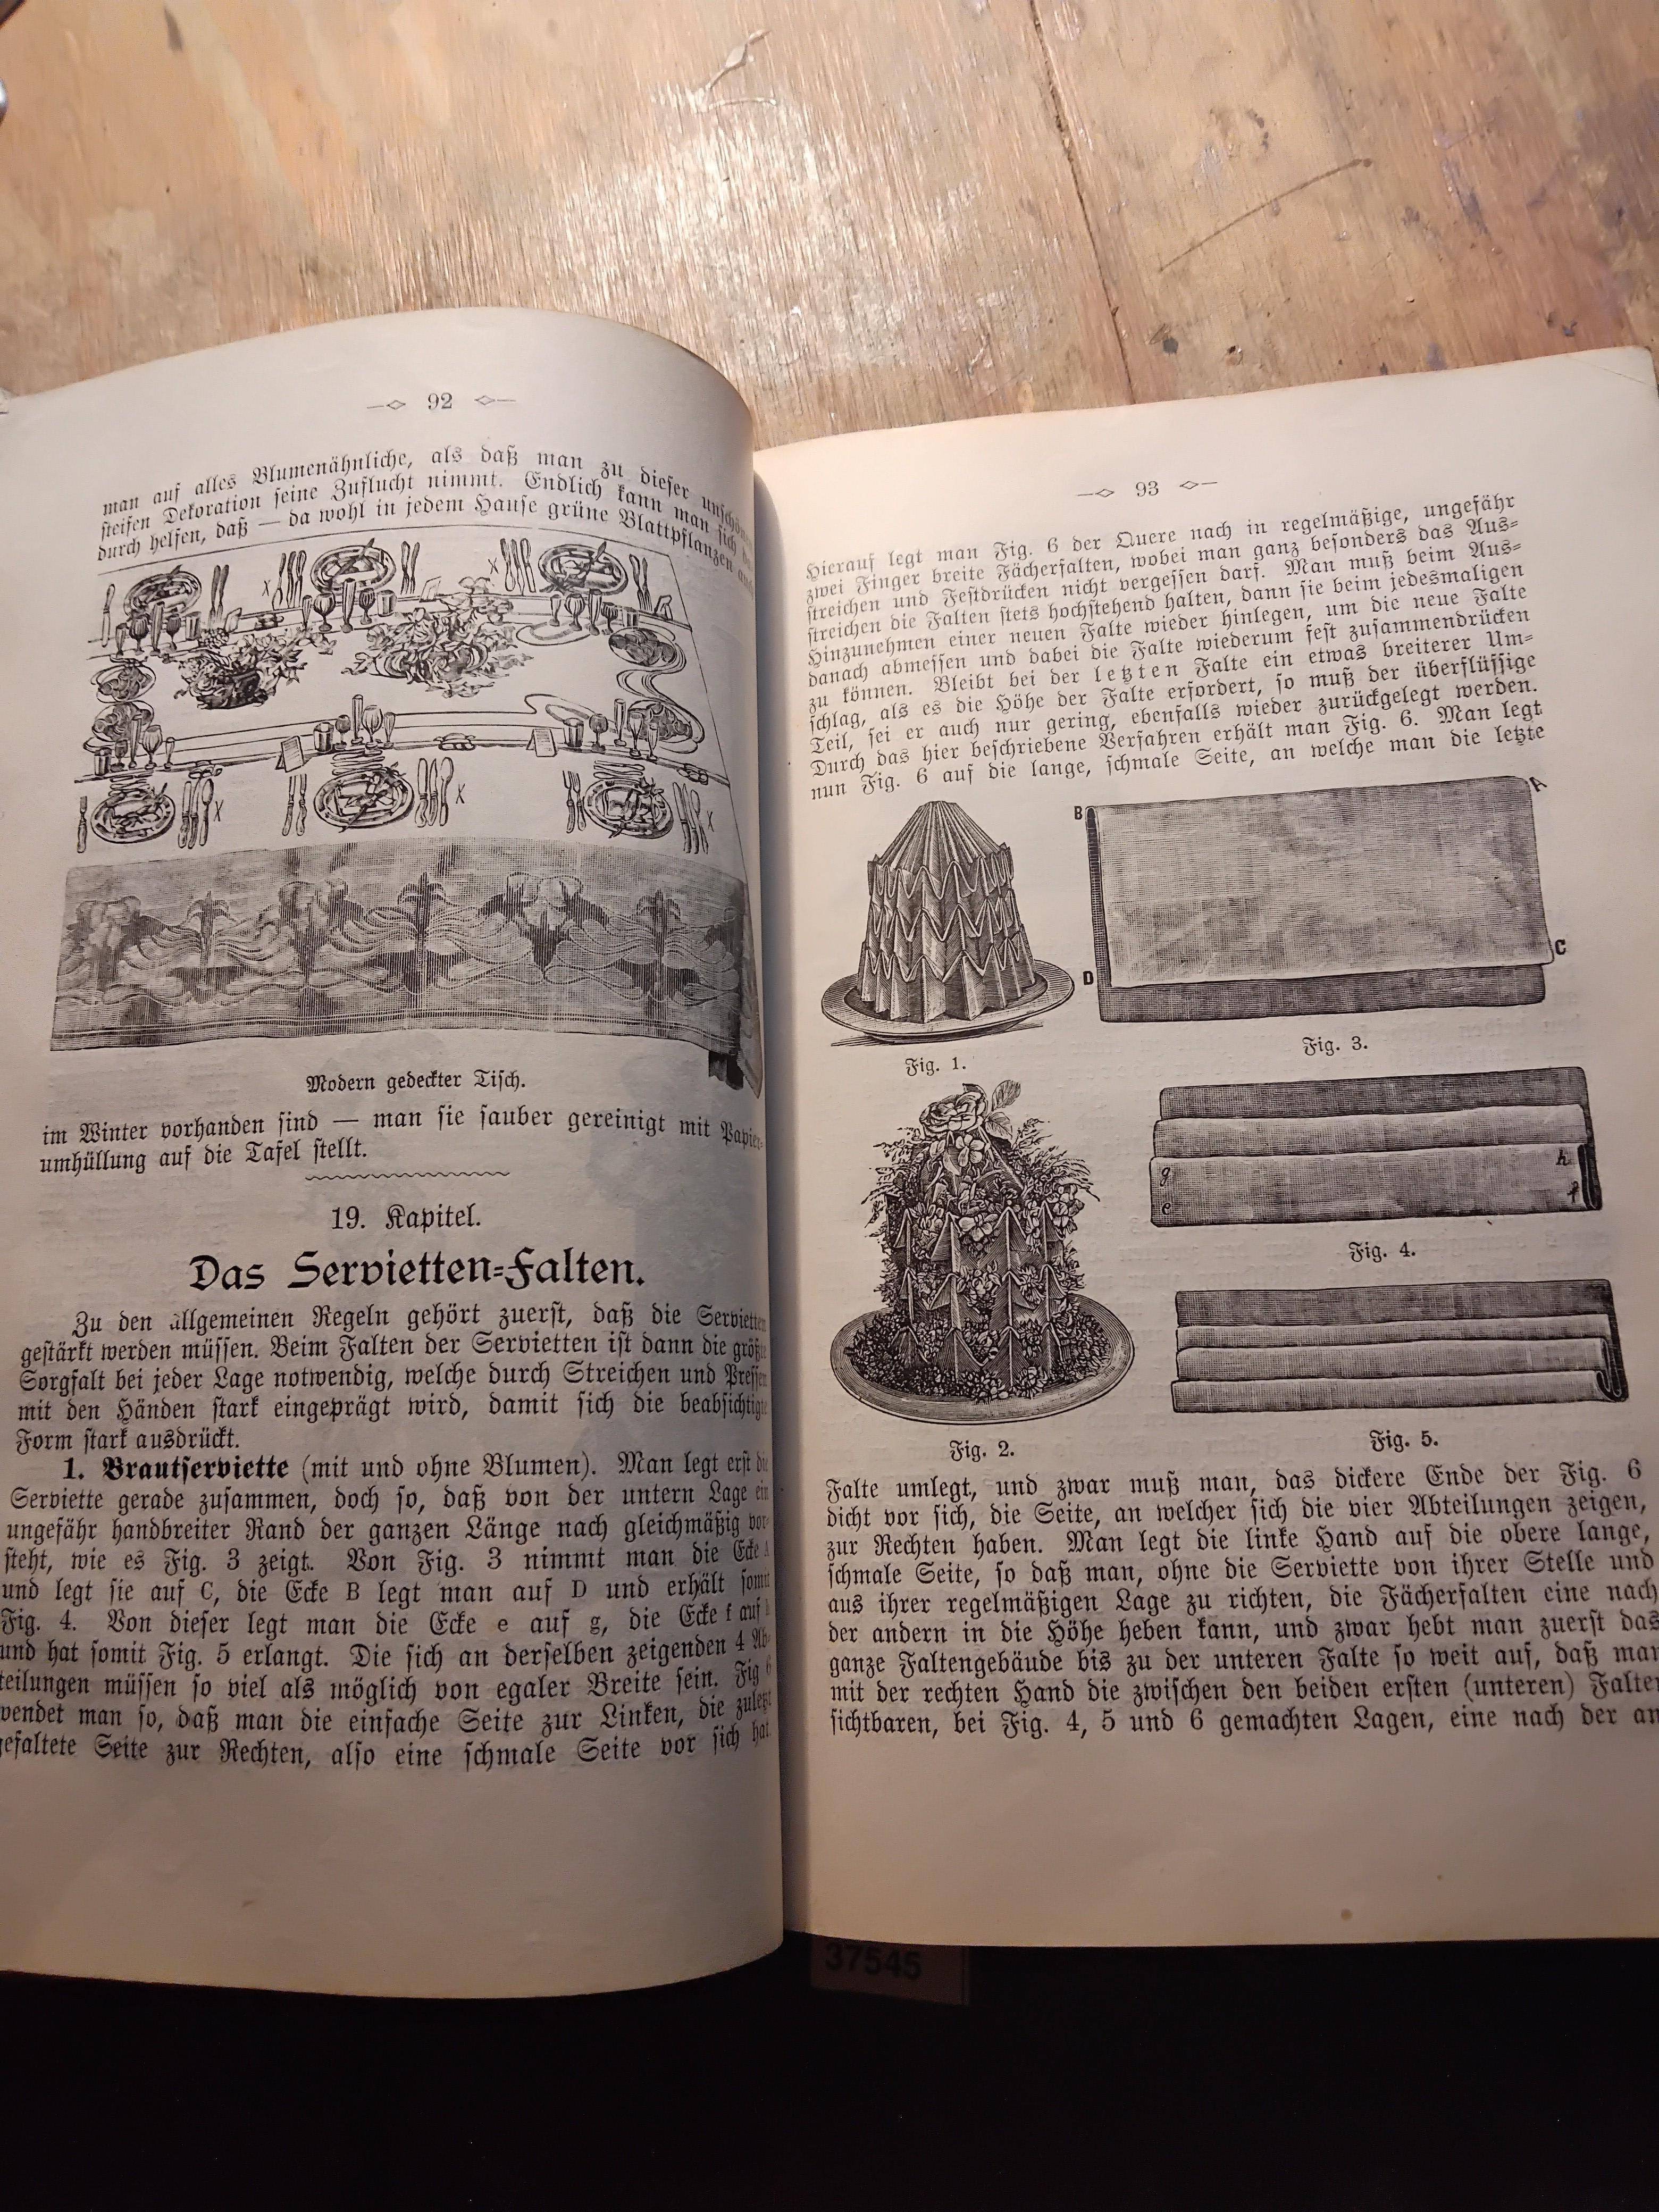 92
man auf alles Blumenähnliche, als daß man zu dieser unschönen
steifen Dekoration seine Zuflucht nimmt. Endlich kann man sich
durch helfen, daß — da wohl in jedem Hause grüne Blattpflanzen
X X
X X X
Modern gedeckter Tisch.
im Winter vorhanden sind — man sie sauber gereinigt mit Papier-
umhüllung auf die Tafel stellt.
19. Kapitel.
Das Servietten-Falten.
Zu den allgemeinen Regeln gehört zuerst, daß die Servietten
gestärkt werden müssen. Beim Falten der Servietten ist dann die größte
Sorgfalt bei jeder Lage notwendig, welche durch Streichen und Pressen
mit den Händen stark eingeprägt wird, damit sich die beabsichtigte
Form stark ausdrückt.
1. Brautserviette (mit und ohne Blumen). Man legt erst die
Serviette gerade zusammen, doch so, daß von der untern Lage ein
ungefähr handbreiter Rand der ganzen Länge nach gleichmäßig vor-
steht, wie es Fig. 3 zeigt. Von Fig. 3 nimmt man die Ecke A
und legt sie auf C, die Ecke B legt man auf D und erhält somit
Fig. 4. Von dieser legt man die Ecke e auf g, die Ecke f auf h
und hat somit Fig. 5 erlangt. Die sich an derselben zeigenden 4 Ab-
teilungen müssen so viel als möglich von egaler Breite sein. Fig 6
wendet man so, daß man die einfache Seite zur Linken, die zuletzt
gefaltete Seite zur Rechten, also eine schmale Seite vor sich hat.
93
Hierauf legt man Fig. 6 der Quere nach in regelmäßige, ungefähr
zwei Finger breite Fächerfalten, wobei man ganz besonders das Aus-
streichen und Festdrücken nicht vergessen darf. Man muß beim Aus-
streichen die Falten stets hochstehend halten, dann sie beim jedesmaligen
Hinzunehmen einer neuen Falte wieder hinlegen, um die neue Falte
danach abmessen und dabei die Falte wiederum fest zusammendrücken
zu können. Bleibt bei der letzten Falte ein etwas breiterer Um-
schlag, als es die Höhe der Falte erfordert, so muß der überflüssige
Teil, sei er auch nur gering, ebenfalls wieder zurückgelegt werden.
Durch das hier beschriebene Verfahren erhält man Fig. 6. Man legt
nun Fig. 6 auf die lange, schmale Seite, an welche man die letzte
B A
D C
Fig. 1.
Fig. 3.
g h
e f
Fig. 4.
Fig. 2.
Fig. 5.
Falte umlegt, und zwar muß man, das dickere Ende der Fig. 6
dicht vor sich, die Seite, an welcher sich die vier Abteilungen zeigen,
zur Rechten haben. Man legt die linke Hand auf die obere lange,
schmale Seite, so daß man, ohne die Serviette von ihrer Stelle und
aus ihrer regelmäßigen Lage zu richten, die Fächerfalten eine nach
der andern in die Höhe heben kann, und zwar hebt man zuerst das
ganze Faltengebäude bis zu der unteren Falte so weit auf, daß man
mit der rechten Hand die zwischen den beiden ersten (unteren) Falten
sichtbaren, bei Fig. 4, 5 und 6 gemachten Lagen, eine nach der an
37545